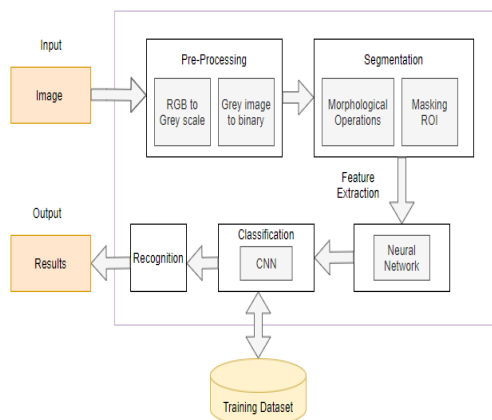 Input
Image
Pre-Processing
RGB to
Grey scale
Grey image
to binary
Segmentation
Morphological
Operations
Masking
ROI
Feature
Extraction
Neural
Network
Classification
CNN
Recognition
Output
Results
Training Dataset